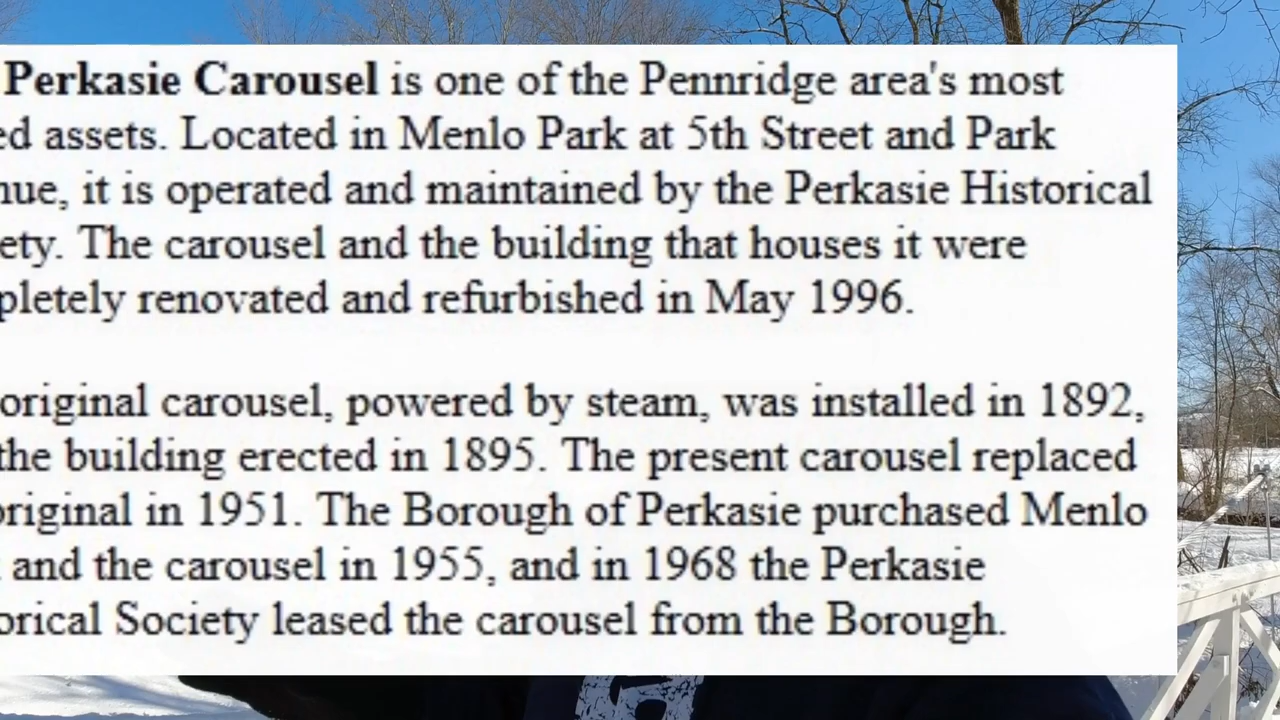 Perkasie Carousel is one of the Pennridge area's most
ed assets. Located in Menlo Park at 5th Street and Park
nue, it is operated and maintained by the Perkasie Historical
ety. The carousel and the building that houses it were
pletely renovated and refurbished in May 1996.
original carousel, powered by steam, was installed in 1892,
the building erected in 1895. The present carousel replaced
original in 1951. The Borough of Perkasie purchased Menlo
and the carousel in 1955, and in 1968 the Perkasie
orical Society leased the carousel from the Borough.